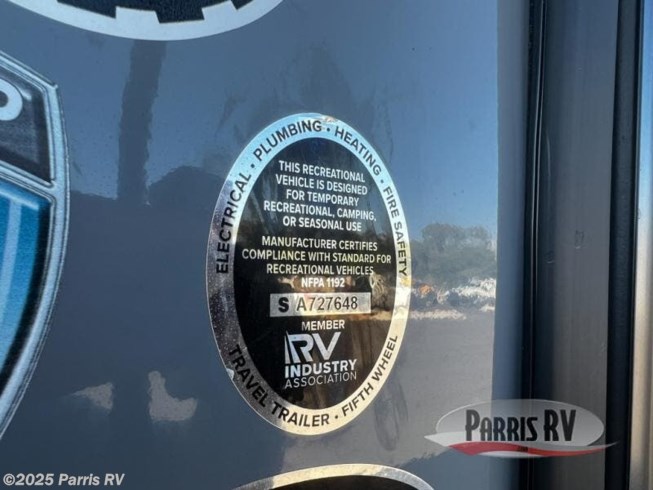 ELECTRICAL • PLUMBING • HEATING • FIRE SAFETY
THIS RECREATIONAL
VEHICLE IS DESIGNED
FOR TEMPORARY
RECREATIONAL, CAMPING,
OR SEASONAL USE
MANUFACTURER CERTIFIES
COMPLIANCE WITH STANDARD FOR
RECREATIONAL VEHICLES
NFPA 1192
S A727648
MEMBER
RV
INDUSTRY
ASSOCIATION
TRAVEL TRAILER • FIFTH WHEEL
PARRIS RV
©2025 Parris RV